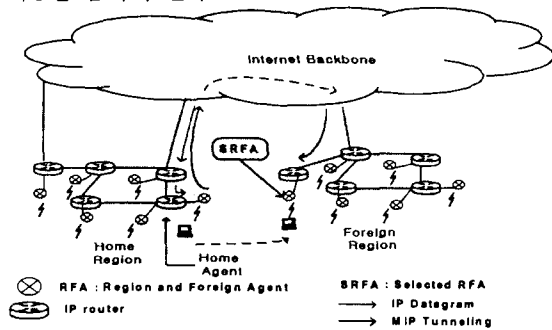 Internet Backbone
SRFA
Home
Region
Home
Agent
Foreign
Region
RFA : Region and Foreign Agent
IP router
SRFA : Selected RFA
IP Datagram
MIP Tunneling